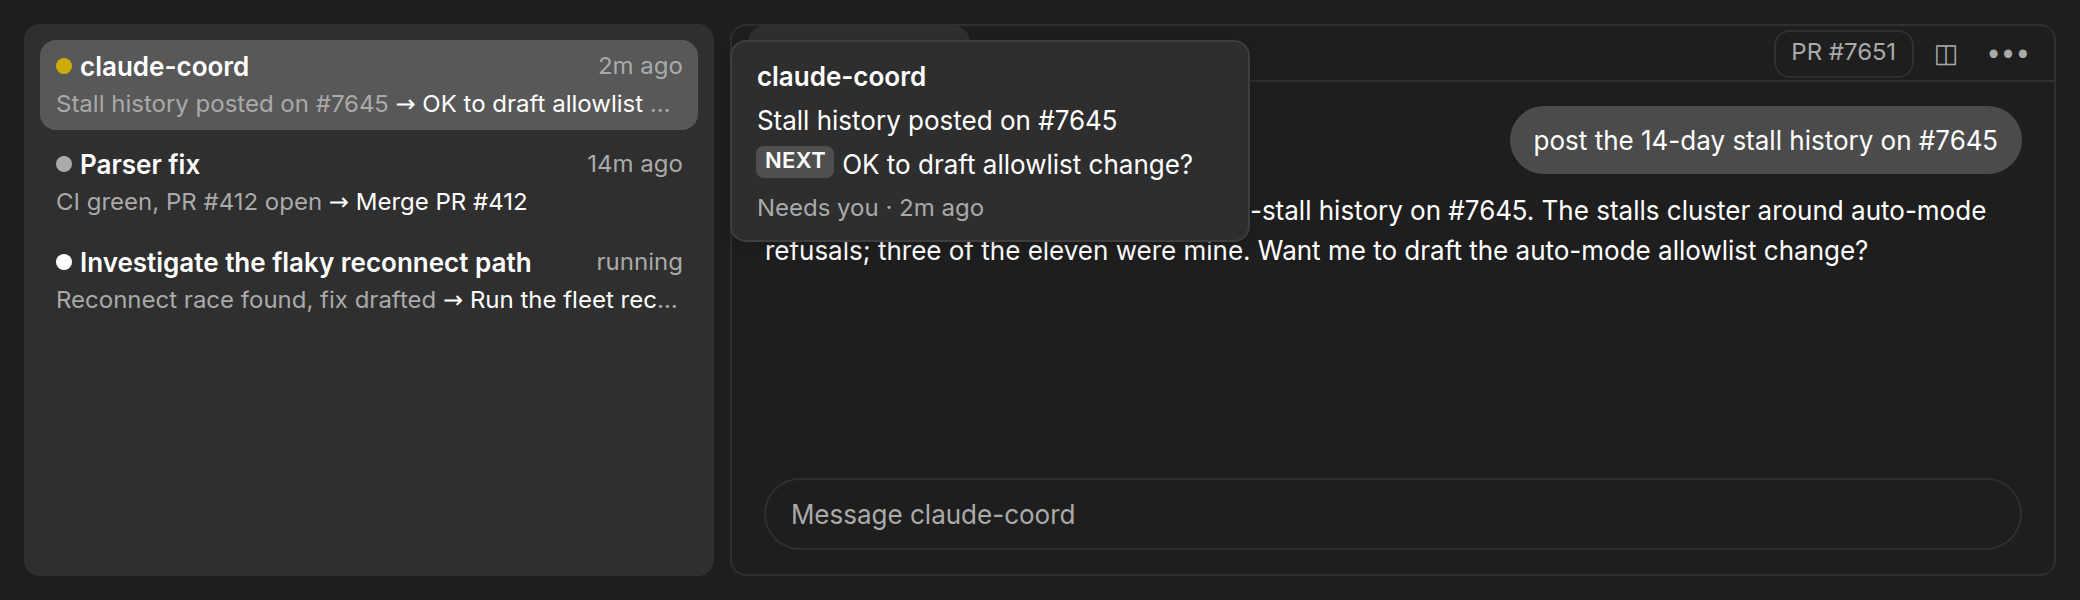 claude-coord 2m ago
Stall history posted on #7645 → OK to draft allowlist ...
Parser fix 14m ago
CI green, PR #412 open → Merge PR #412
Investigate the flaky reconnect path running
Reconnect race found, fix drafted → Run the fleet rec...
claude-coord
Stall history posted on #7645
NEXT OK to draft allowlist change?
Needs you · 2m ago
PR #7651
post the 14-day stall history on #7645
-stall history on #7645. The stalls cluster around auto-mode
refusals; three of the eleven were mine. Want me to draft the auto-mode allowlist change?
Message claude-coord